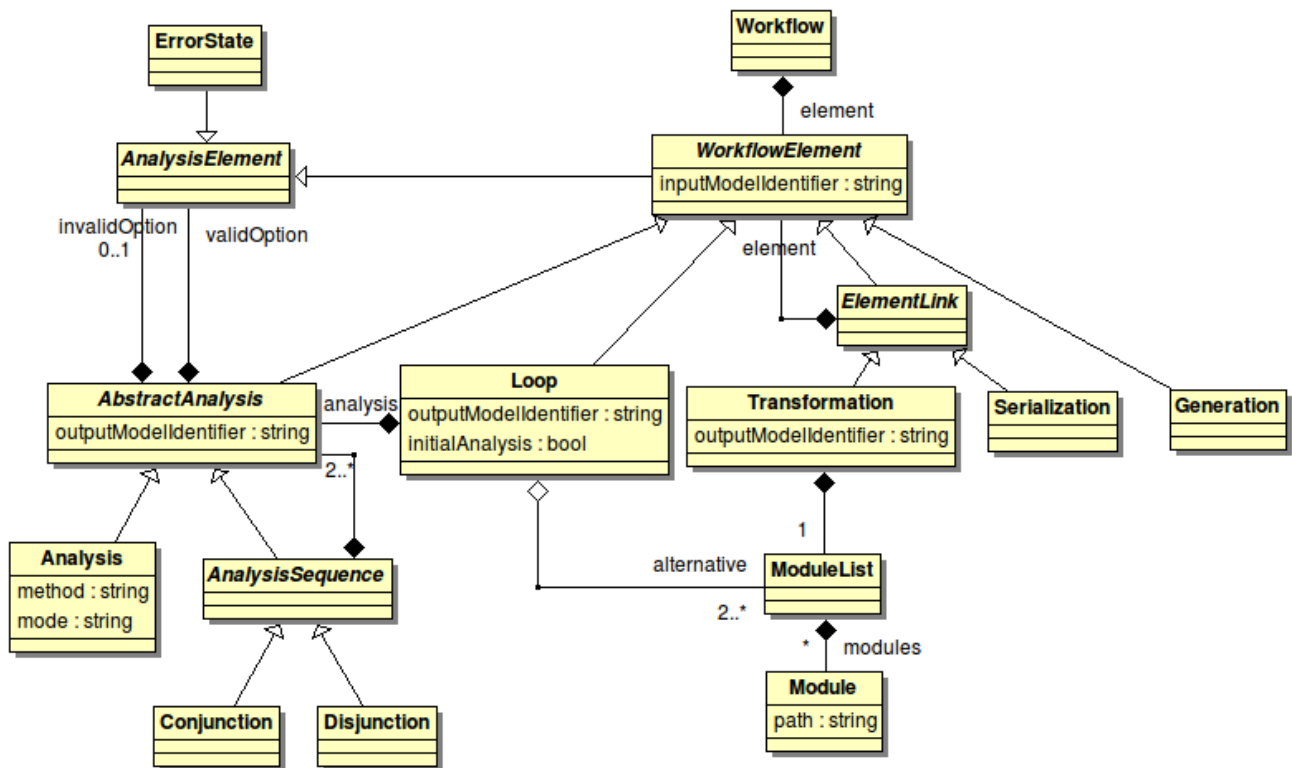 ErrorState
Workflow
element
AnalysisElement
WorkflowElement
inputModelIdentifier : string
invalidOption
0..1
validOption
element
ElementLink
AbstractAnalysis
outputModelIdentifier : string
analysis
2..*
Loop
outputModelIdentifier : string
initialAnalysis : bool
Transformation
outputModelIdentifier : string
Serialization
Generation
Analysis
method : string
mode : string
AnalysisSequence
1
alternative
2..*
ModuleList
* modules
Module
path : string
Conjunction
Disjunction